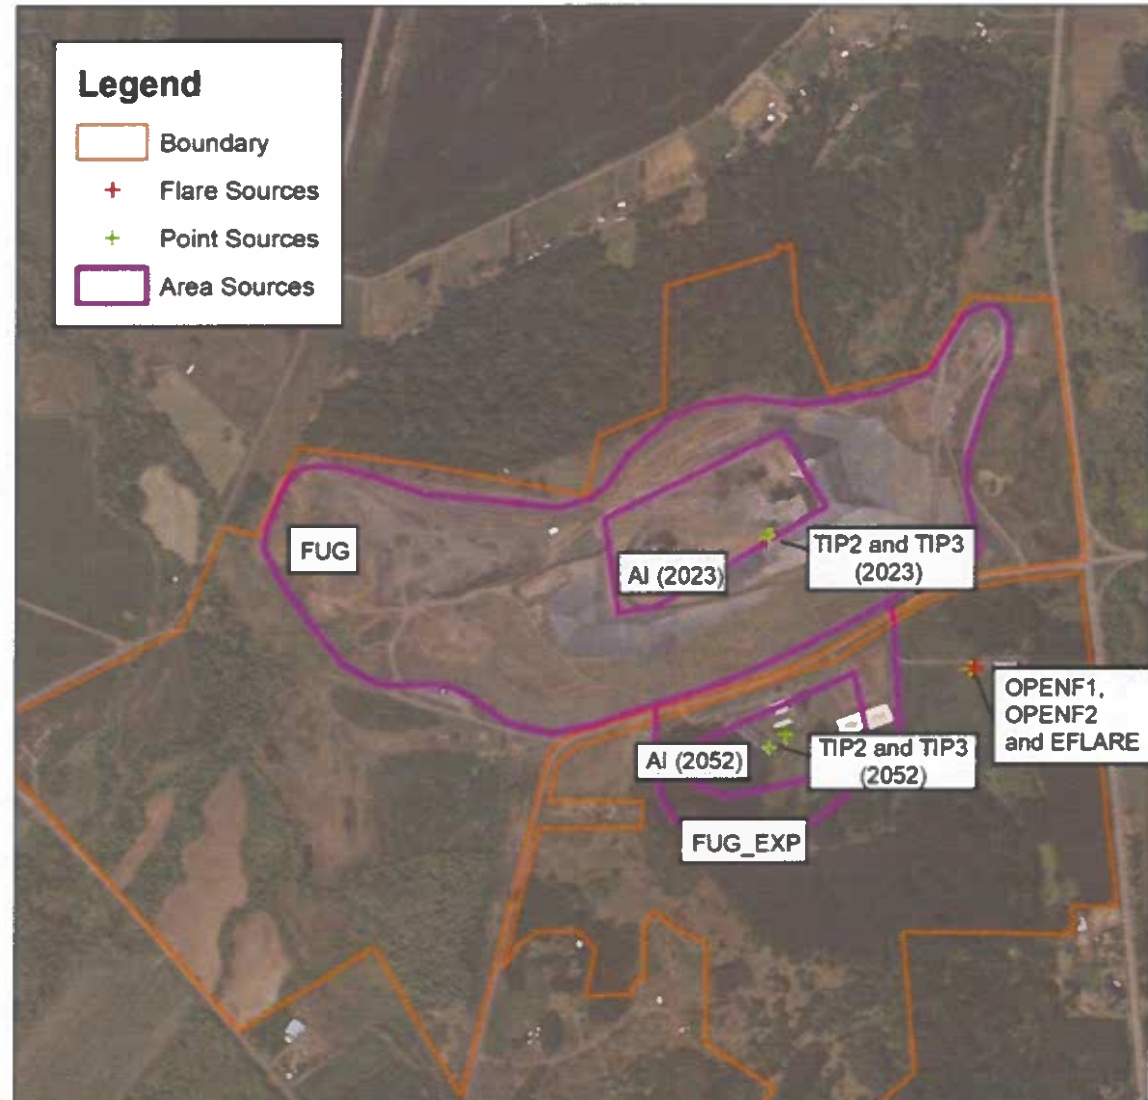 Legend
Boundary
Flare Sources
Point Sources
Area Sources
FUG
AI (2023)
TIP2 and TIP3
(2023)
OPENF1,
OPENF2
and EFLARE
AI (2052)
TIP2 and TIP3
(2052)
FUG_EXP